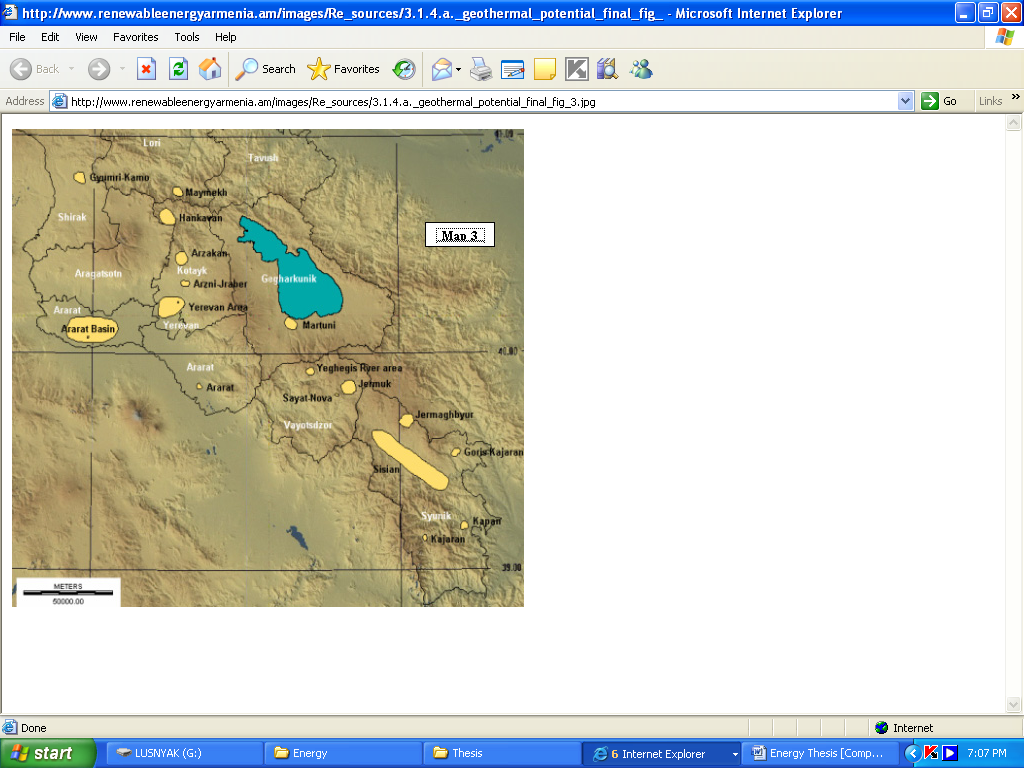 http://www.renewableenergyarmenia.am/images/Re_sources/3.1.4.a._geothermal_potential_final_fig_ - Microsoft Internet Explorer
File Edit View Favorites Tools Help
Back Search Favorites
Address http://www.renewableenergyarmenia.am/images/Re_sources/3.1.4.a._geothermal_potential_final_fig_3.jpg Go Links »
Lori
Tavush
Gyumri-Kamo
Maymekh
Shirak
Hankavan
Map 3
Arzakan
Kotayk
Aragatsotn
Gegharkunik
Arzni-Jraber
Ararat
Yerevan Area
Yerevan
Ararat Basin
Martuni
40.00
Ararat
Yeghegis Ryer area
Ararat
Jermuk
Sayat-Nova
Jermaghbyur
Vayotsdzor
Goris-Kajaran
Sisian
Syunik
Kapan
Kajaran
39.00
METERS
50000.00
Done Internet
start LUSNYAK (G:) Energy Thesis 6 Internet Explorer Energy Thesis [Comp... 7:07 PM